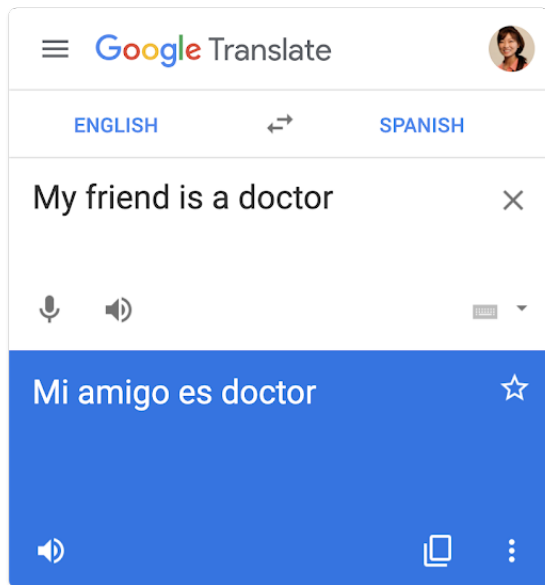 Google Translate
ENGLISH SPANISH
My friend is a doctor
Mi amigo es doctor